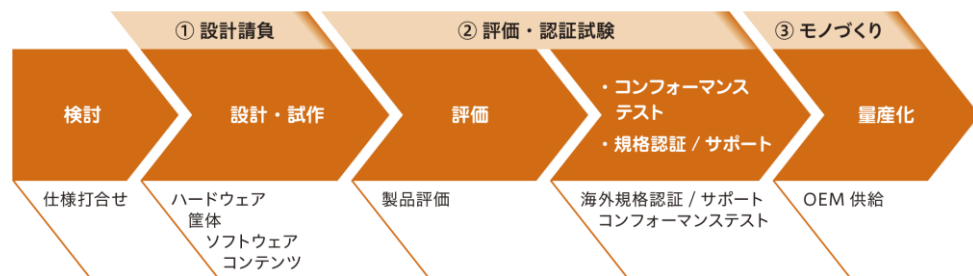 ① 設計請負
② 評価・認証試験
③ モノづくり
検討
設計・試作
評価
・コンフォーマンス
テスト
・規格認証 / サポート
量産化
仕様打合せ
ハードウェア
筐体
ソフトウェア
コンテンツ
製品評価
海外規格認証 / サポート
コンフォーマンステスト
OEM 供給